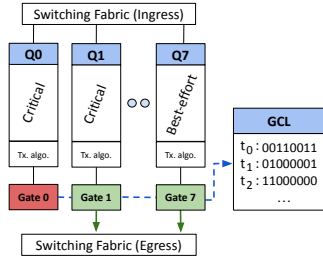 Switching Fabric (Ingress)
Q0 Q1 Q7
Critical Critical Best-effort
Tx. algo. Tx. algo. Tx. algo.
Gate 0 Gate 1 Gate 7
Switching Fabric (Egress)
GCL
t0: 00110011
t1: 01000001
t2: 11000000
...